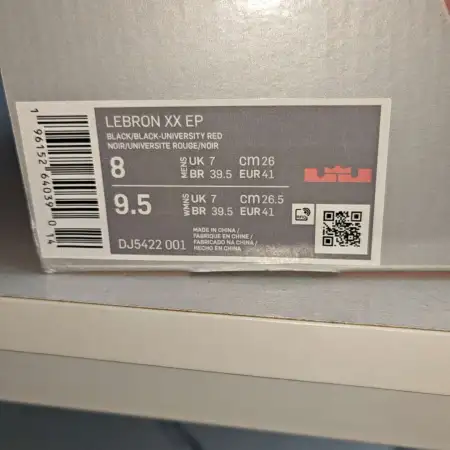 LEBRON XX EP
BLACK/BLACK-UNIVERSITY RED
NOIR/UNIVERSITE ROUGE/NOIR
8 MENS UK 7 CM 26
BR 39.5 EUR 41
9.5 WMNS UK 7 CM 26.5
BR 39.5 EUR 41
DJ5422 001
MADE IN CHINA /
FABRIQUE EN CHINE /
FABRICADO NA CHINA /
HECHO EN CHINA
1 96152 64039 0 14